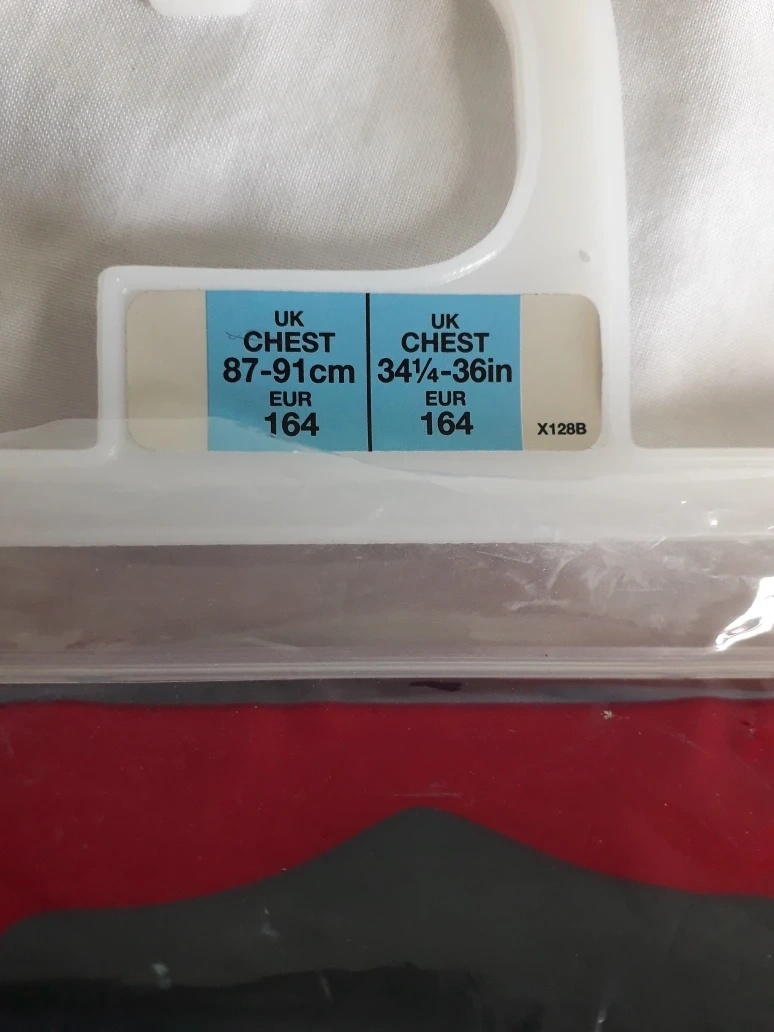 UK
CHEST
87-91cm
EUR
164
UK
CHEST
34¼-36in
EUR
164
X128B